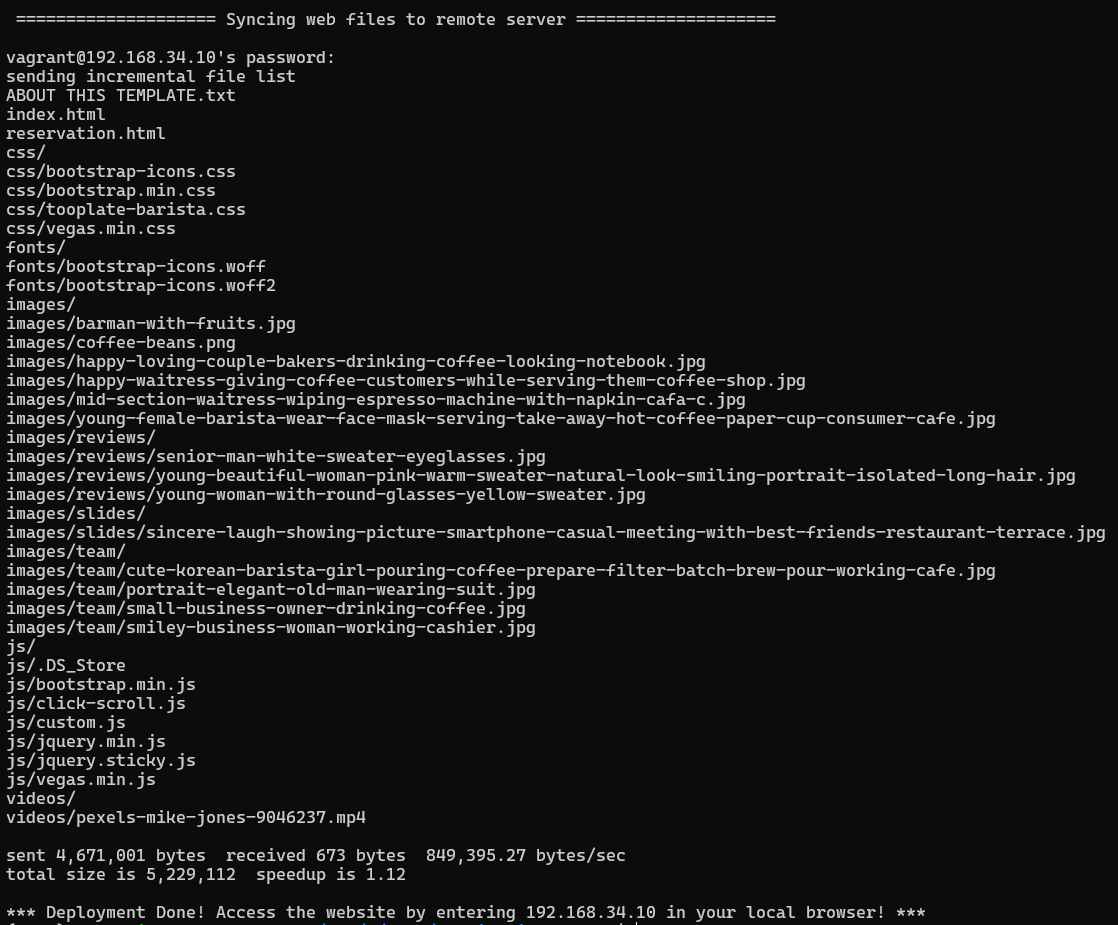 ==================== Syncing web files to remote server ====================
vagrant@192.168.34.10's password:
sending incremental file list
ABOUT THIS TEMPLATE.txt
index.html
reservation.html
css/
css/bootstrap-icons.css
css/bootstrap.min.css
css/tooplate-barista.css
css/vegas.min.css
fonts/
fonts/bootstrap-icons.woff
fonts/bootstrap-icons.woff2
images/
images/barman-with-fruits.jpg
images/coffee-beans.png
images/happy-loving-couple-bakers-drinking-coffee-looking-notebook.jpg
images/happy-waitress-giving-coffee-customers-while-serving-them-coffee-shop.jpg
images/mid-section-waitress-wiping-espresso-machine-with-napkin-cafa-c.jpg
images/young-female-barista-wear-face-mask-serving-take-away-hot-coffee-paper-cup-consumer-cafe.jpg
images/reviews/
images/reviews/senior-man-white-sweater-eyeglasses.jpg
images/reviews/young-beautiful-woman-pink-warm-sweater-natural-look-smiling-portrait-isolated-long-hair.jpg
images/reviews/young-woman-with-round-glasses-yellow-sweater.jpg
images/slides/
images/slides/sincere-laugh-showing-picture-smartphone-casual-meeting-with-best-friends-restaurant-terrace.jpg
images/team/
images/team/cute-korean-barista-girl-pouring-coffee-prepare-filter-batch-brew-pour-working-cafe.jpg
images/team/portrait-elegant-old-man-wearing-suit.jpg
images/team/small-business-owner-drinking-coffee.jpg
images/team/smiley-business-woman-working-cashier.jpg
js/
js/.DS_Store
js/bootstrap.min.js
js/click-scroll.js
js/custom.js
js/jquery.min.js
js/jquery.sticky.js
js/vegas.min.js
videos/
videos/pexels-mike-jones-9046237.mp4
sent 4,671,001 bytes  received 673 bytes  849,395.27 bytes/sec
total size is 5,229,112  speedup is 1.12
*** Deployment Done! Access the website by entering 192.168.34.10 in your local browser! ***